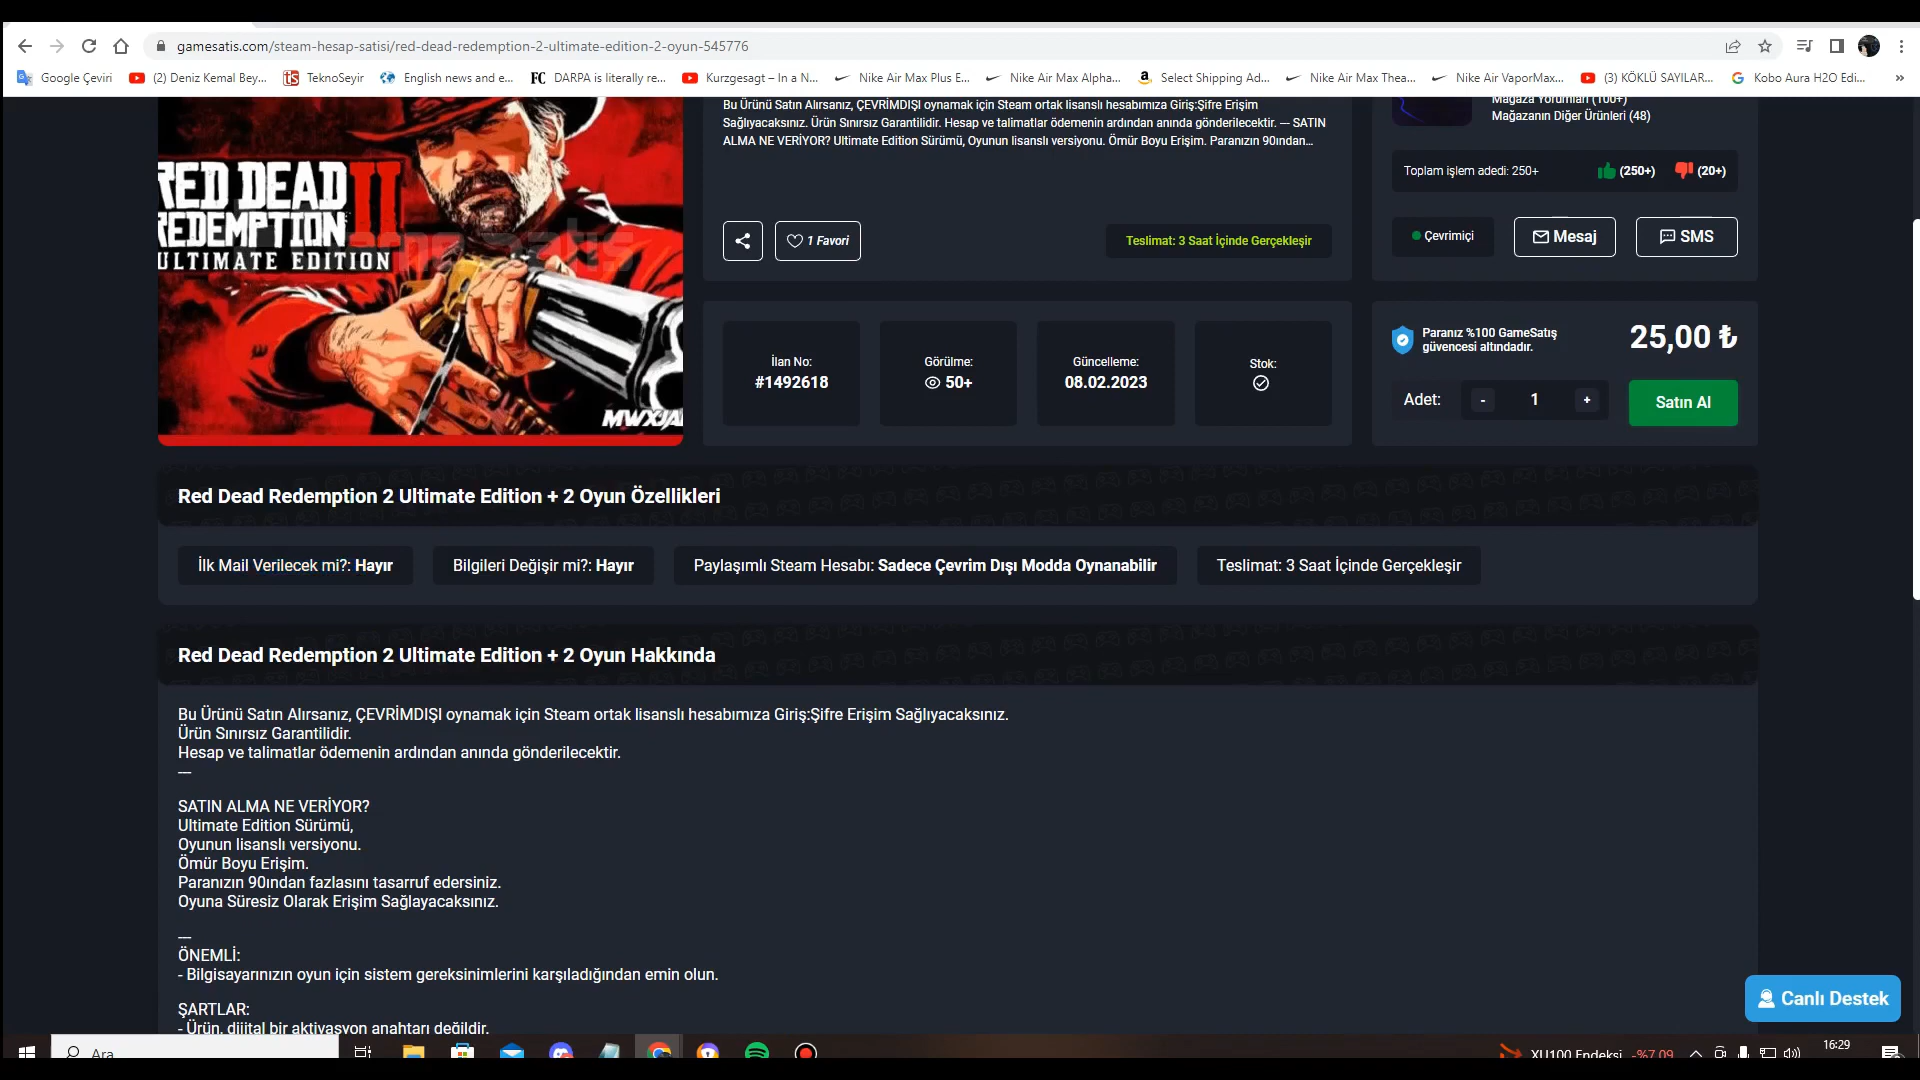 gamesatis.com/steam-hesap-satisi/red-dead-redemption-2-ultimate-edition-2-oyun-545776
Google Çeviri
(2) Deniz Kemal Bey...
TeknoSeyir
English news and e...
DARPA is literally re...
Kurzgesagt – In a N...
Nike Air Max Plus E...
Nike Air Max Alpha...
Select Shipping Ad...
Nike Air Max Thea...
Nike Air VaporMax...
(3) KÖKLÜ SAYILAR...
Kobo Aura H2O Edi...
»
RED DEAD
REDEMPTION II
ULTIMATE EDITION
Bu Ürünü Satın Alırsanız, ÇEVRİMDIŞI oynamak için Steam ortak lisanslı hesabımıza Giriş:Şifre Erişim
Sağlıyacaksınız. Ürün Sınırsız Garantilidir. Hesap ve talimatlar ödemenin ardından anında gönderilecektir. --- SATIN
ALMA NE VERİYOR? Ultimate Edition Sürümü, Oyunun lisanslı versiyonu. Ömür Boyu Erişim. Paranızın 90ından...
1 Favori
Teslimat: 3 Saat İçinde Gerçekleşir
Mağaza Yorumları (100+)
Mağazanın Diğer Ürünleri (48)
Toplam işlem adedi: 250+
(250+)
(20+)
Çevrimiçi
Mesaj
SMS
İlan No:
#1492618
Görülme:
50+
Güncelleme:
08.02.2023
Stok:
Paranız %100 GameSatış
güvencesi altındadır.
25,00 ₺
Adet:
-
1
+
Satın Al
Red Dead Redemption 2 Ultimate Edition + 2 Oyun Özellikleri
İlk Mail Verilecek mi?: Hayır
Bilgileri Değişir mi?: Hayır
Paylaşımlı Steam Hesabı: Sadece Çevrim Dışı Modda Oynanabilir
Teslimat: 3 Saat İçinde Gerçekleşir
Red Dead Redemption 2 Ultimate Edition + 2 Oyun Hakkında
Bu Ürünü Satın Alırsanız, ÇEVRİMDIŞI oynamak için Steam ortak lisanslı hesabımıza Giriş:Şifre Erişim Sağlıyacaksınız.
Ürün Sınırsız Garantilidir.
Hesap ve talimatlar ödemenin ardından anında gönderilecektir.
---
SATIN ALMA NE VERİYOR?
Ultimate Edition Sürümü,
Oyunun lisanslı versiyonu.
Ömür Boyu Erişim.
Paranızın 90ından fazlasını tasarruf edersiniz.
Oyuna Süresiz Olarak Erişim Sağlayacaksınız.
---
ÖNEMLİ:
- Bilgisayarınızın oyun için sistem gereksinimlerini karşıladığından emin olun.
ŞARTLAR:
- Ürün, dijital bir aktivasyon anahtarı değildir.
Canlı Destek
Ara
XU100 Endeksi
-%7,09
16:29